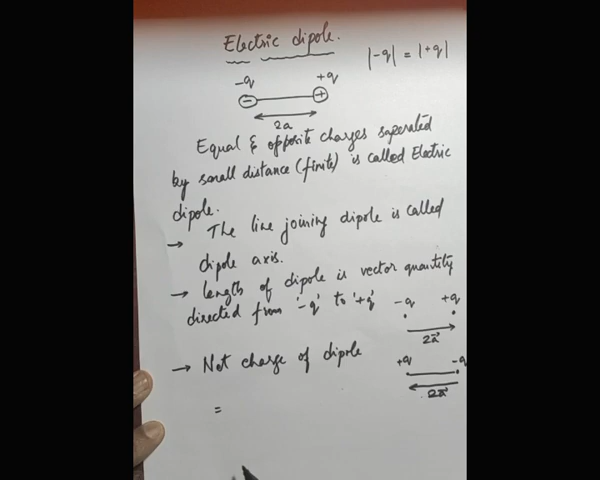 Electric dipole.
|-q| = |+q|
-q +q
- +
2a
Equal & opposite charges saperated
by small distance (finite) is called Electric
dipole.
→ The line joining dipole is called
dipole axis.
→ length of dipole is vector quantity
directed from '-q' to '+q'
-q +q
2a⃗
→ Net charge of dipole
+q -q
2a⃗
=